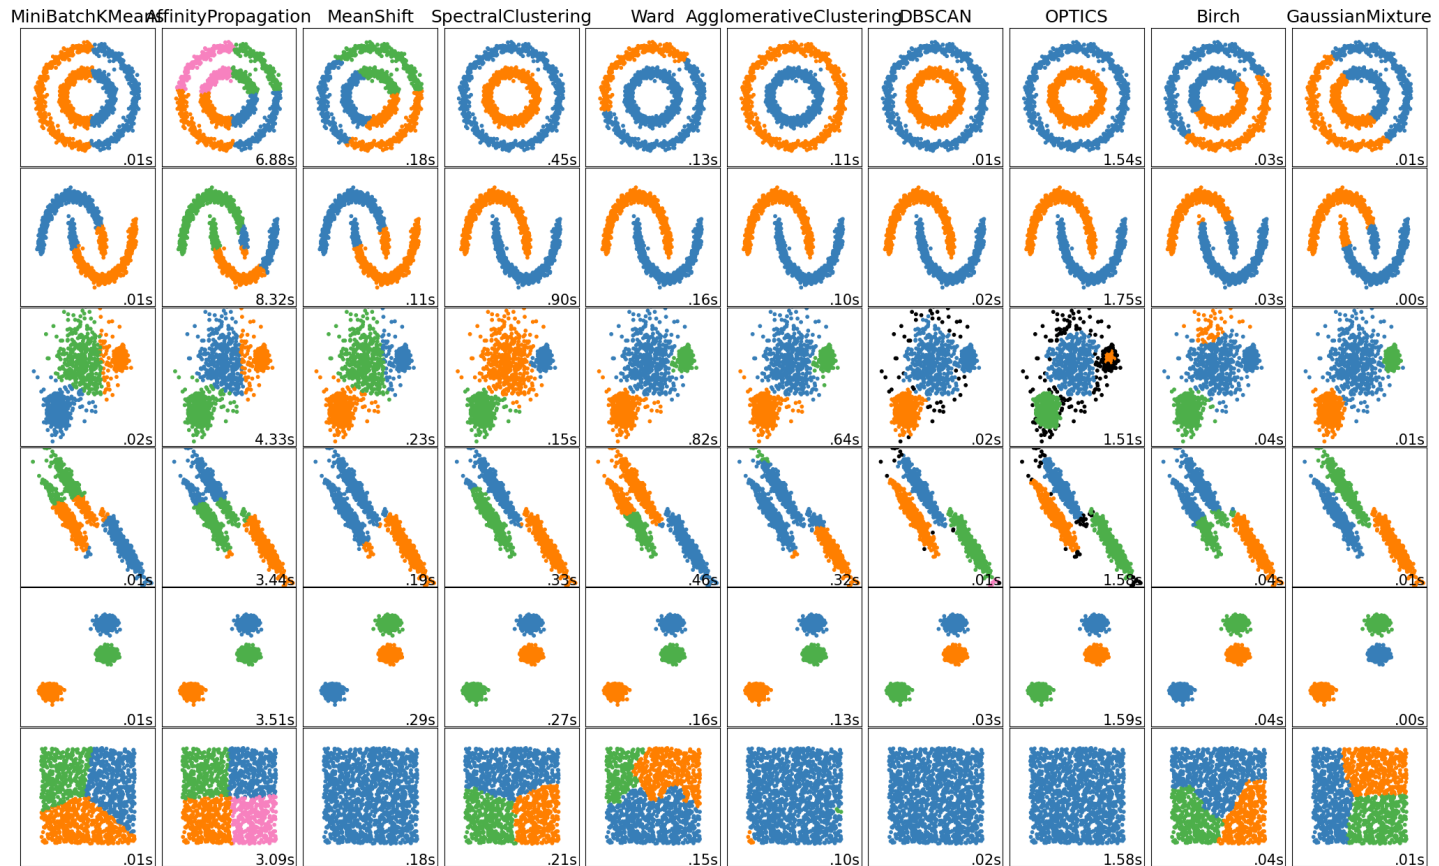 MiniBatchKMeans AffinityPropagation MeanShift SpectralClustering Ward AgglomerativeClustering DBSCAN OPTICS Birch GaussianMixture
.01s 6.88s .18s .45s .13s .11s .01s 1.54s .03s .01s
.01s 8.32s .11s .90s .16s .10s .02s 1.75s .03s .00s
.02s 4.33s .23s .15s .82s .64s .02s 1.51s .04s .01s
.01s 3.44s .19s .33s .46s .32s .01s 1.58s .04s .01s
.01s 3.51s .29s .27s .16s .13s .03s 1.59s .04s .00s
.01s 3.09s .18s .21s .15s .10s .02s 1.58s .04s .01s